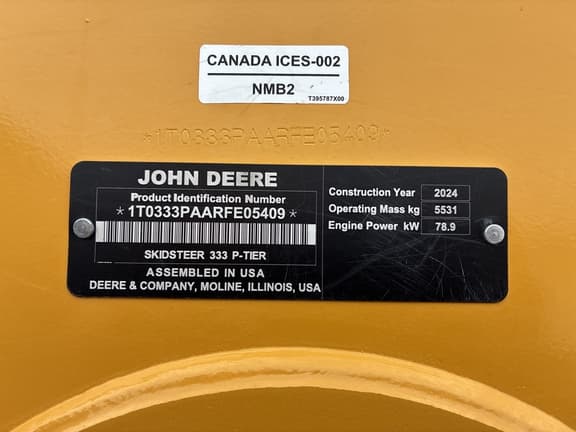 CANADA ICES-002
NMB2
T395787X00
*1T0333PAARFE05409*
JOHN DEERE
Product Identification Number
*1T0333PAARFE05409*
SKIDSTEER 333 P-TIER
ASSEMBLED IN USA
DEERE & COMPANY, MOLINE, ILLINOIS, USA
Construction Year 2024
Operating Mass kg 5531
Engine Power kW 78.9